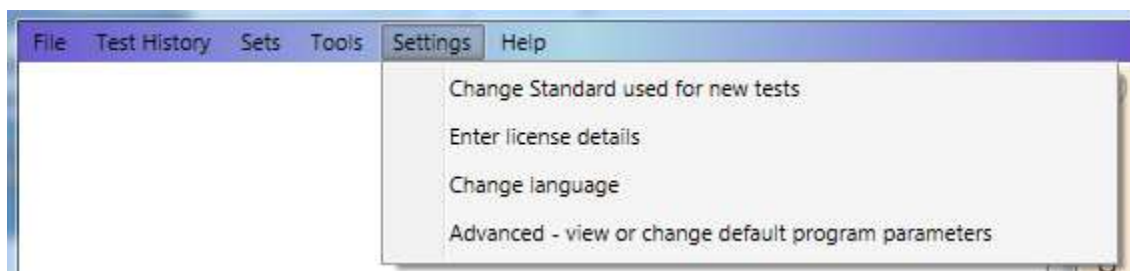 File Test History Sets Tools Settings Help
Change Standard used for new tests
Enter license details
Change language
Advanced - view or change default program parameters